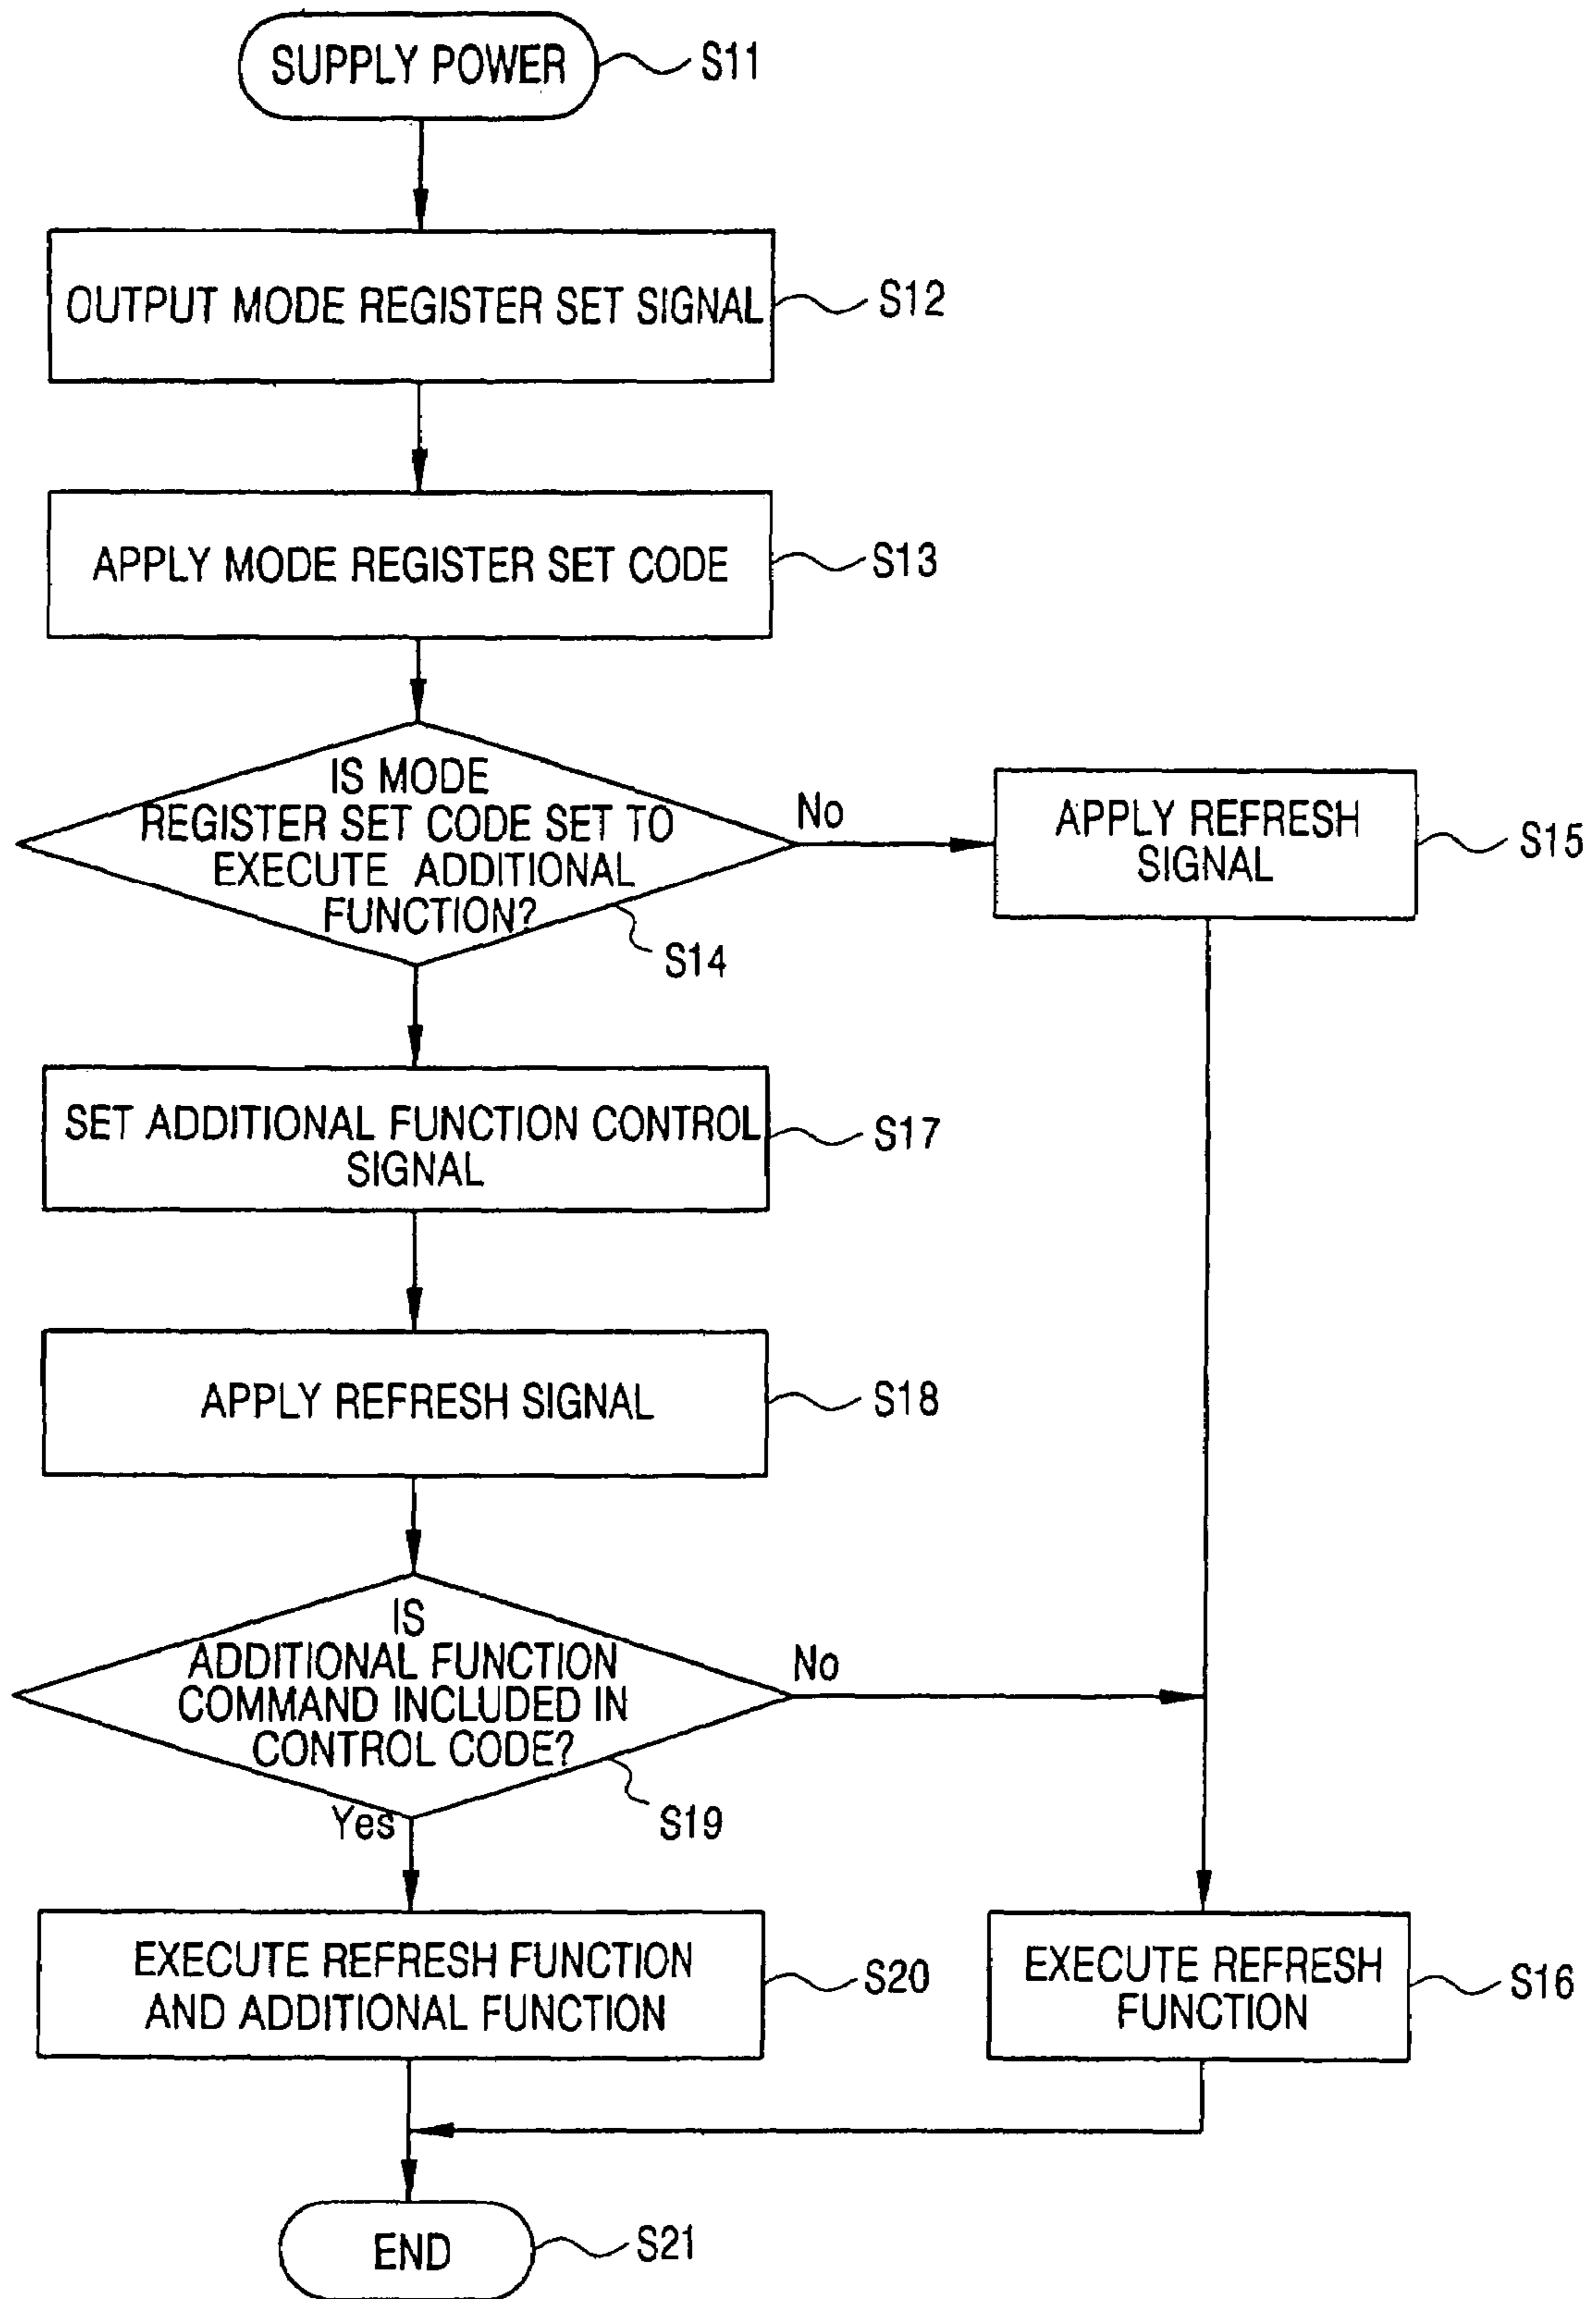 SUPPLY POWER
S11
OUTPUT MODE REGISTER SET SIGNAL
S12
APPLY MODE REGISTER SET CODE
S13
IS MODE
REGISTER SET CODE SET TO
EXECUTE ADDITIONAL
FUNCTION?
S14
No
APPLY REFRESH
SIGNAL
S15
SET ADDITIONAL FUNCTION CONTROL
SIGNAL
S17
APPLY REFRESH SIGNAL
S18
IS
ADDITIONAL FUNCTION
COMMAND INCLUDED IN
CONTROL CODE?
S19
No
Yes
EXECUTE REFRESH FUNCTION
AND ADDITIONAL FUNCTION
S20
EXECUTE REFRESH
FUNCTION
S16
END
S21